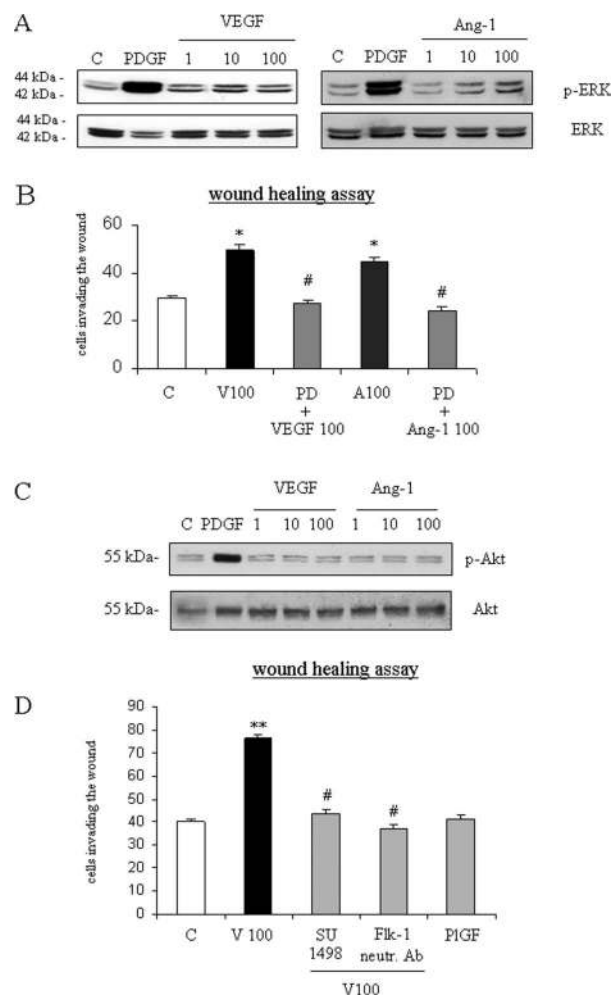 A
VEGF
Ang-1
C PDGF 1 10 100
C PDGF 1 10 100
44 kDa -
42 kDa -
p-ERK
44 kDa -
42 kDa -
ERK
B
wound healing assay
cells invading the wound
60
40
20
0
*
#
*
#
C V100 PD + VEGF 100 A100 PD + Ang-1 100
C
VEGF
Ang-1
C PDGF 1 10 100 1 10 100
55 kDa-
p-Akt
55 kDa-
Akt
wound healing assay
D
cells invading the wound
90
80
70
60
50
40
30
20
10
0
**
#
#
C V 100 SU 1498 Flk-1 neutr. Ab PlGF
V100